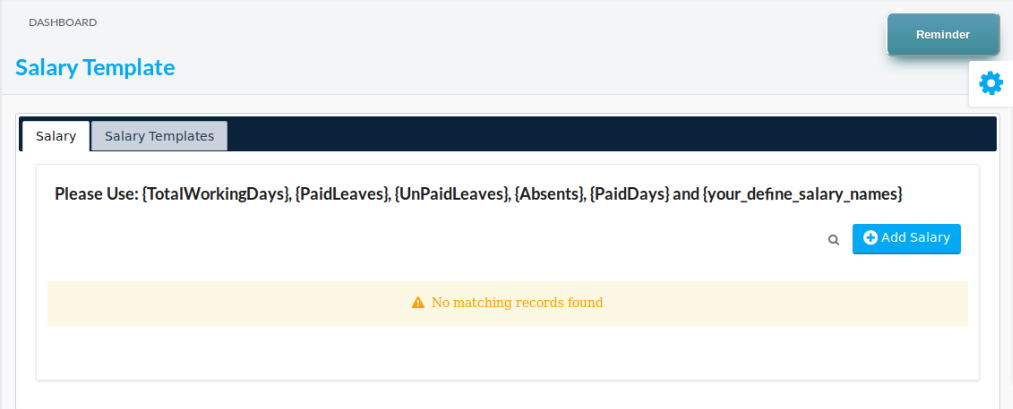 DASHBOARD
Reminder
Salary Template
Salary
Salary Templates
Please Use: {TotalWorkingDays}, {PaidLeaves}, {UnPaidLeaves}, {Absents}, {PaidDays} and {your_define_salary_names}
Add Salary
No matching records found